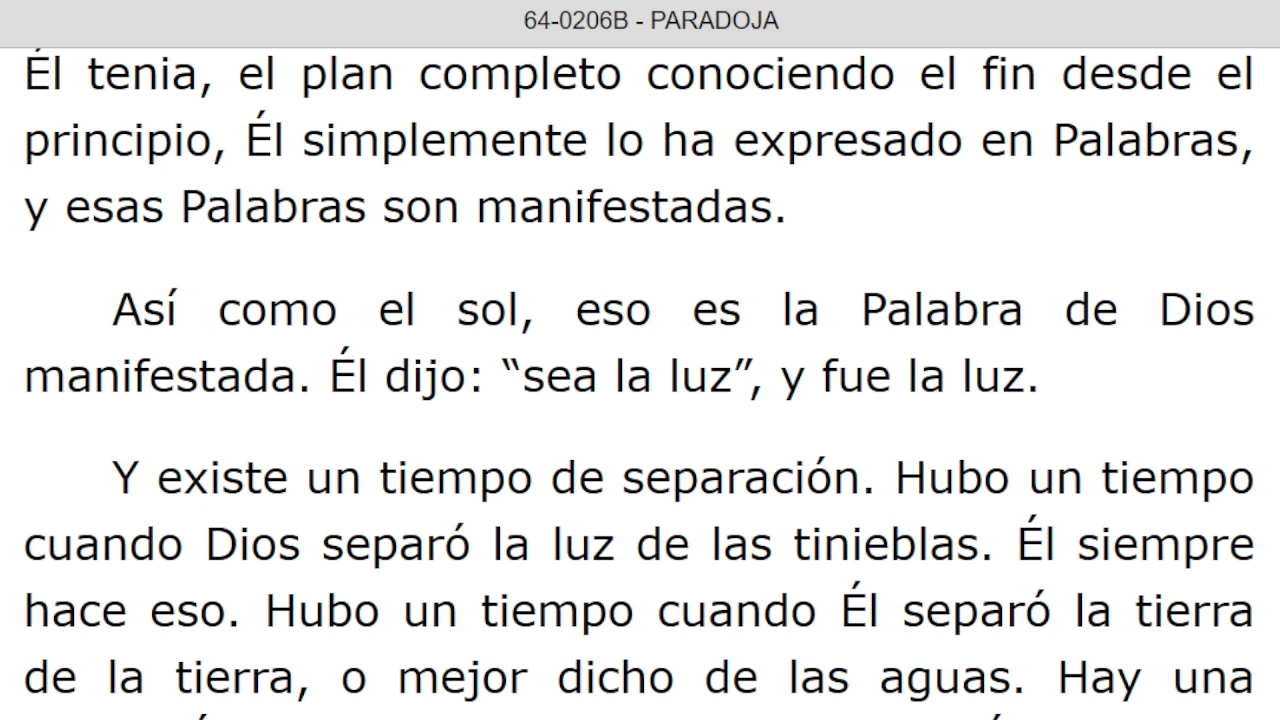 64-0206B - PARADOJA
Él tenia, el plan completo conociendo el fin desde el
principio, Él simplemente lo ha expresado en Palabras,
y esas Palabras son manifestadas.
Así como el sol, eso es la Palabra de Dios
manifestada. Él dijo: “sea la luz”, y fue la luz.
Y existe un tiempo de separación. Hubo un tiempo
cuando Dios separó la luz de las tinieblas. Él siempre
hace eso. Hubo un tiempo cuando Él separó la tierra
de la tierra, o mejor dicho de las aguas. Hay una